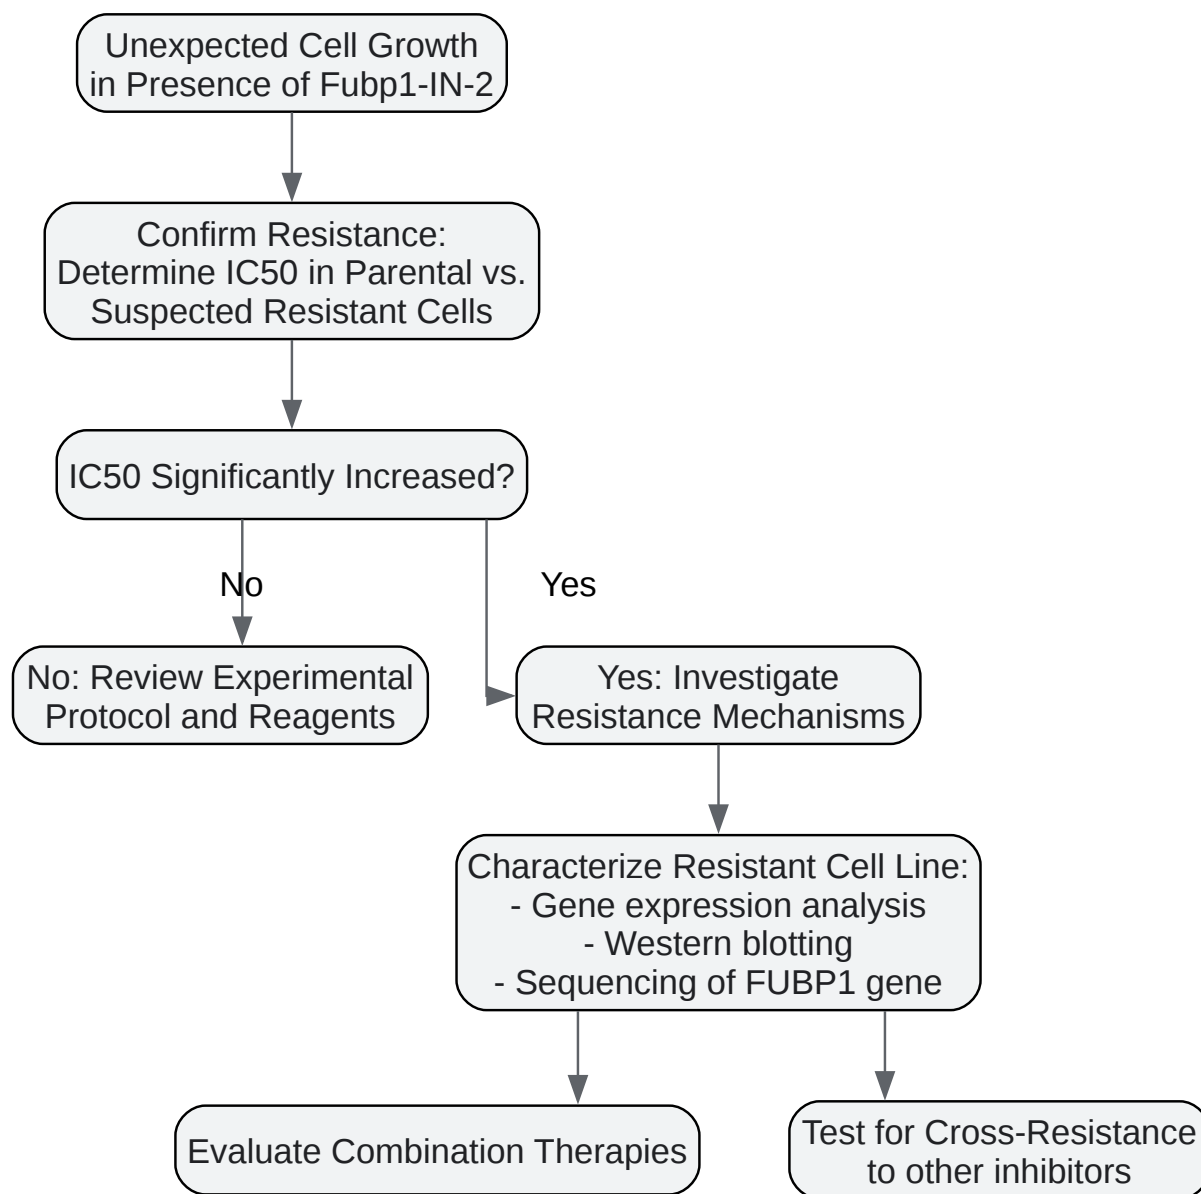 Unexpected Cell Growth
in Presence of Fubp1-IN-2
Confirm Resistance:
Determine IC50 in Parental vs.
Suspected Resistant Cells
IC50 Significantly Increased?
No
Yes
No: Review Experimental
Protocol and Reagents
Yes: Investigate
Resistance Mechanisms
Characterize Resistant Cell Line:
- Gene expression analysis
- Western blotting
- Sequencing of FUBP1 gene
Evaluate Combination Therapies
Test for Cross-Resistance
to other inhibitors